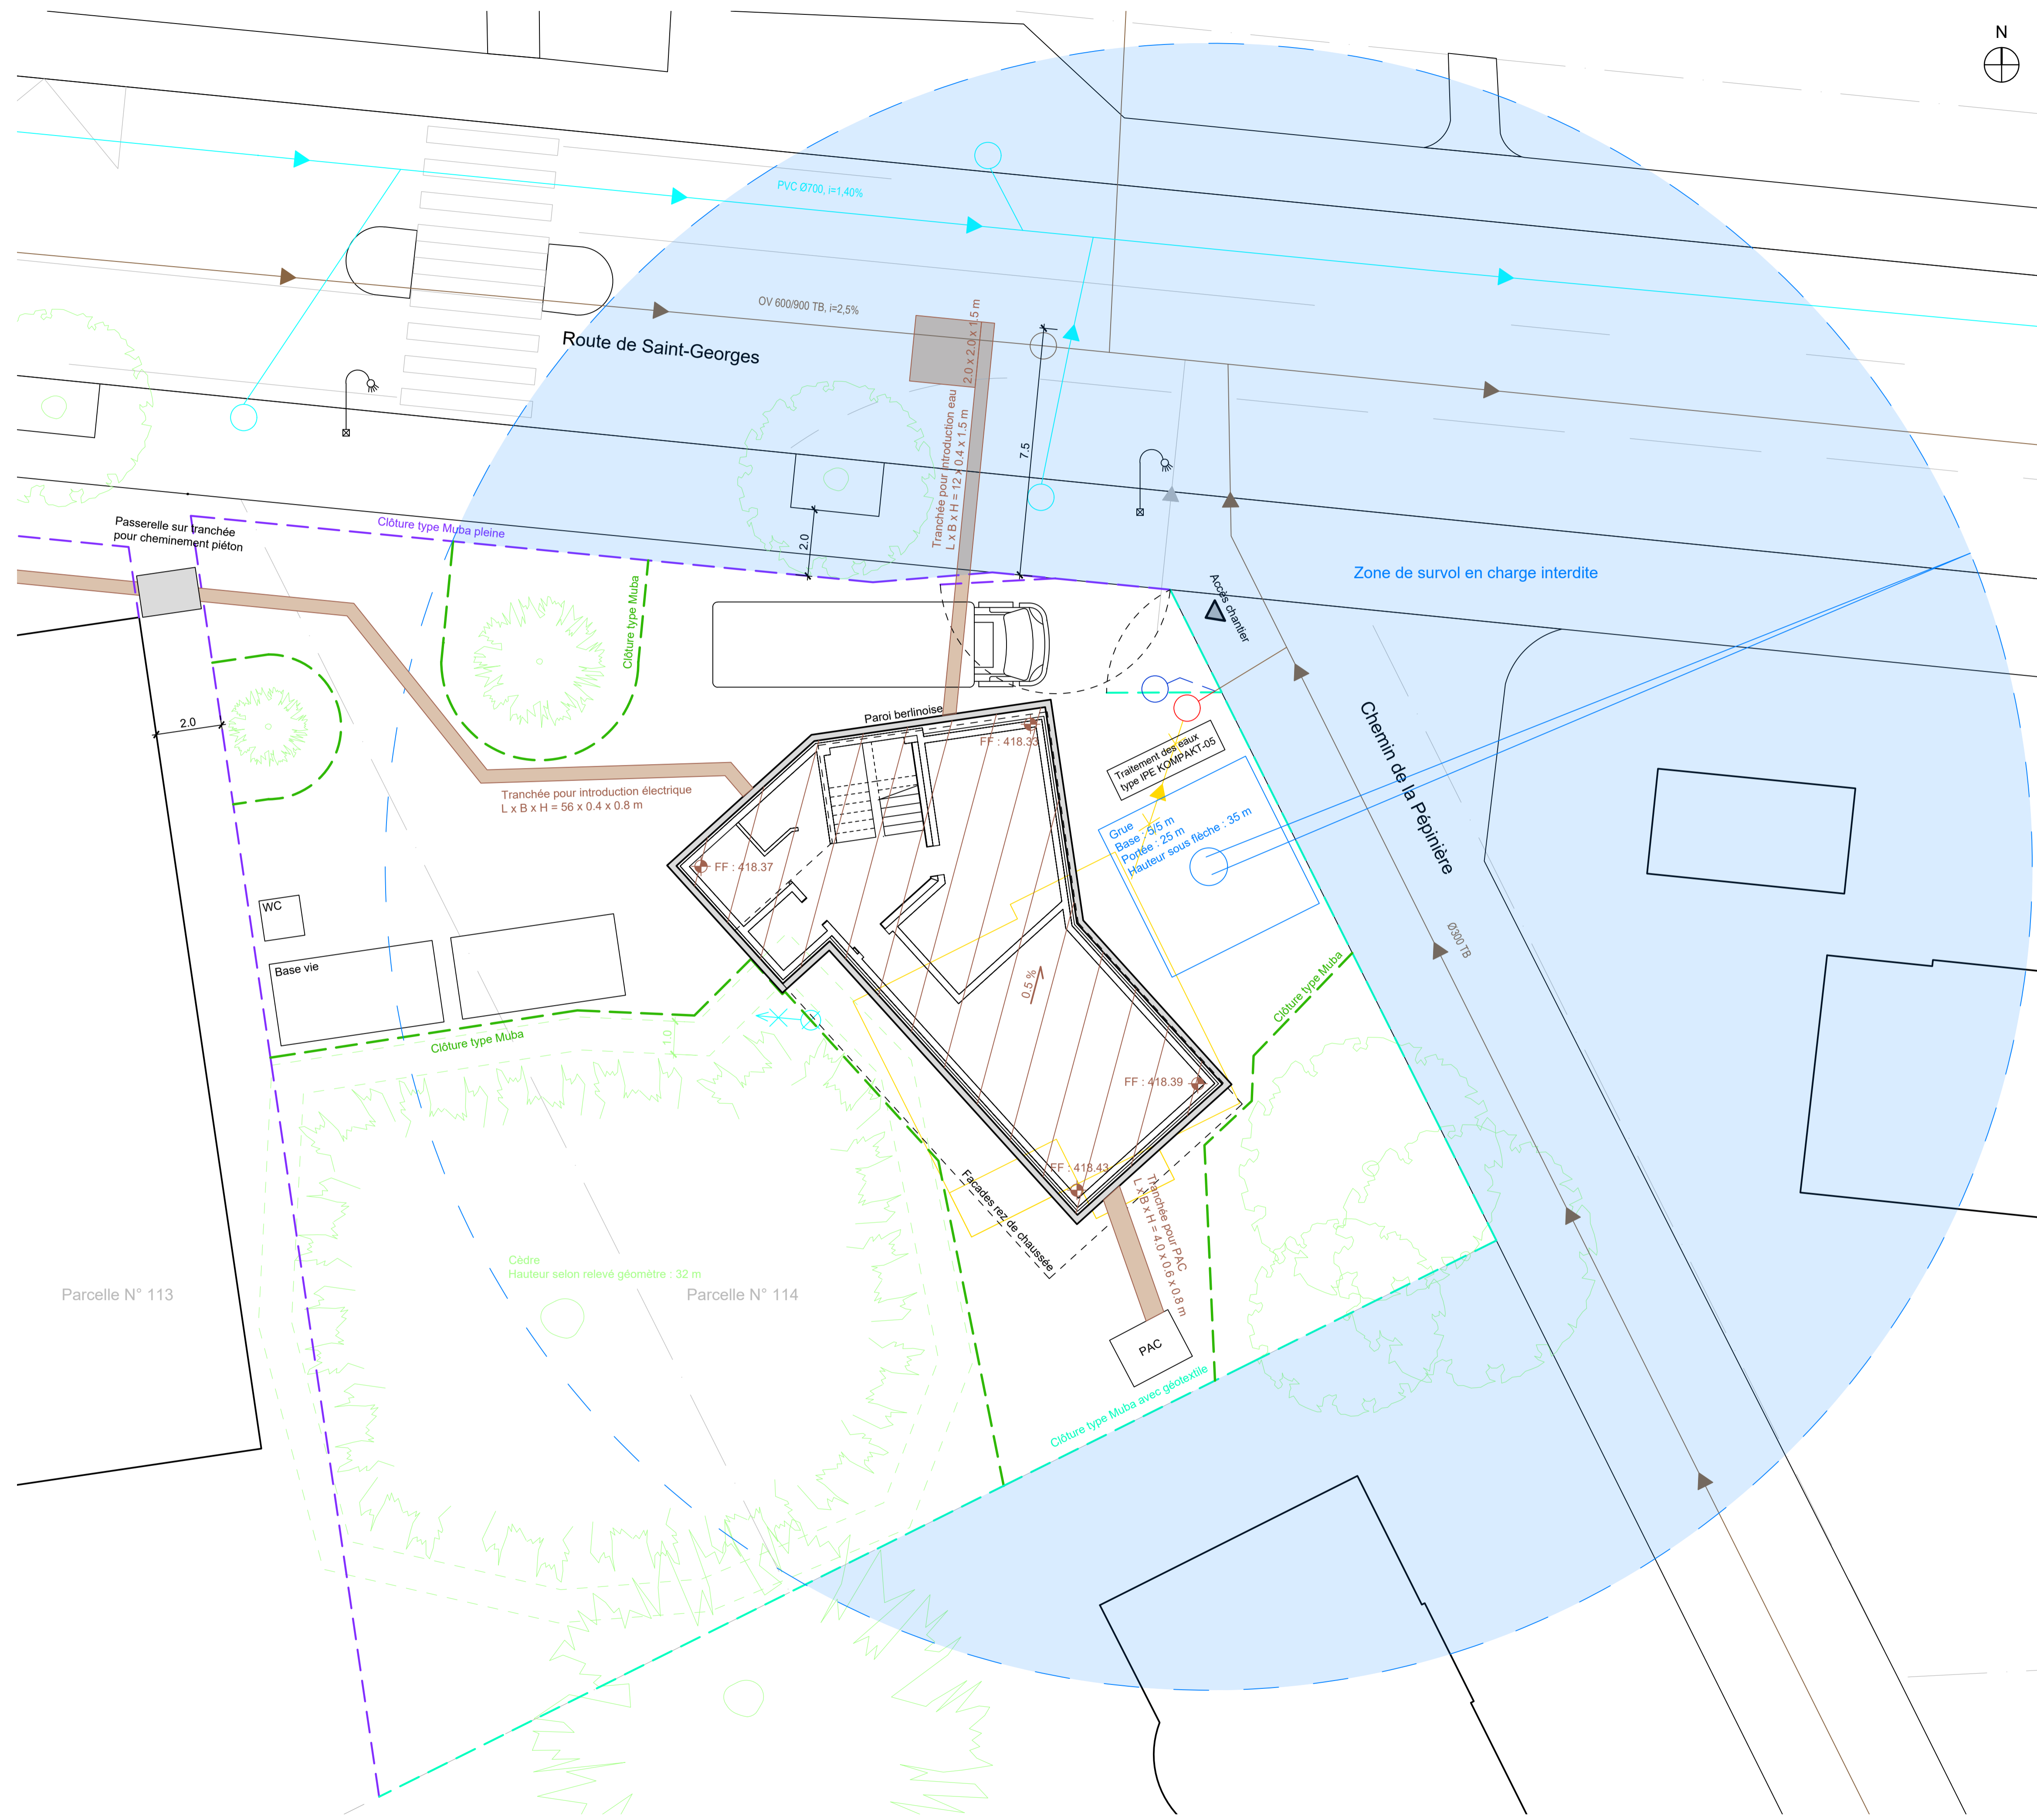 N
PVC Ø700, i=1,40%
OV 600/900 TB, i=2,5%
Route de Saint-Georges
2.0 x 2.0 x 1.5 m
Tranchée pour introduction eau
L x B x H = 12 x 0.4 x 1.5 m
7.5
2.0
Passerelle sur tranchée
pour cheminement piéton
Clôture type Muba pleine
Clôture type Muba
Accès chantier
Zone de survol en charge interdite
2.0
Paroi berlinoise
FF : 418.33
Traitement des eaux
type IPE KOMPAKT-05
Chemin de la Pépinière
Tranchée pour introduction électrique
L x B x H = 56 x 0.4 x 0.8 m
Grue
Base : 5/5 m
Portée : 25 m
Hauteur sous flèche : 35 m
FF : 418.37
WC
Base vie
Ø300 TB
0.5 %
Clôture type Muba
Clôture type Muba
1.0
FF : 418.39
FF : 418.43
Facades rez de chaussée
Tranchée pour PAC
L x B x H = 4.0 x 0.6 x 0.8 m
Cèdre
Hauteur selon relevé géomètre : 32 m
Parcelle N° 113
Parcelle N° 114
PAC
Clôture type Muba avec géotextile